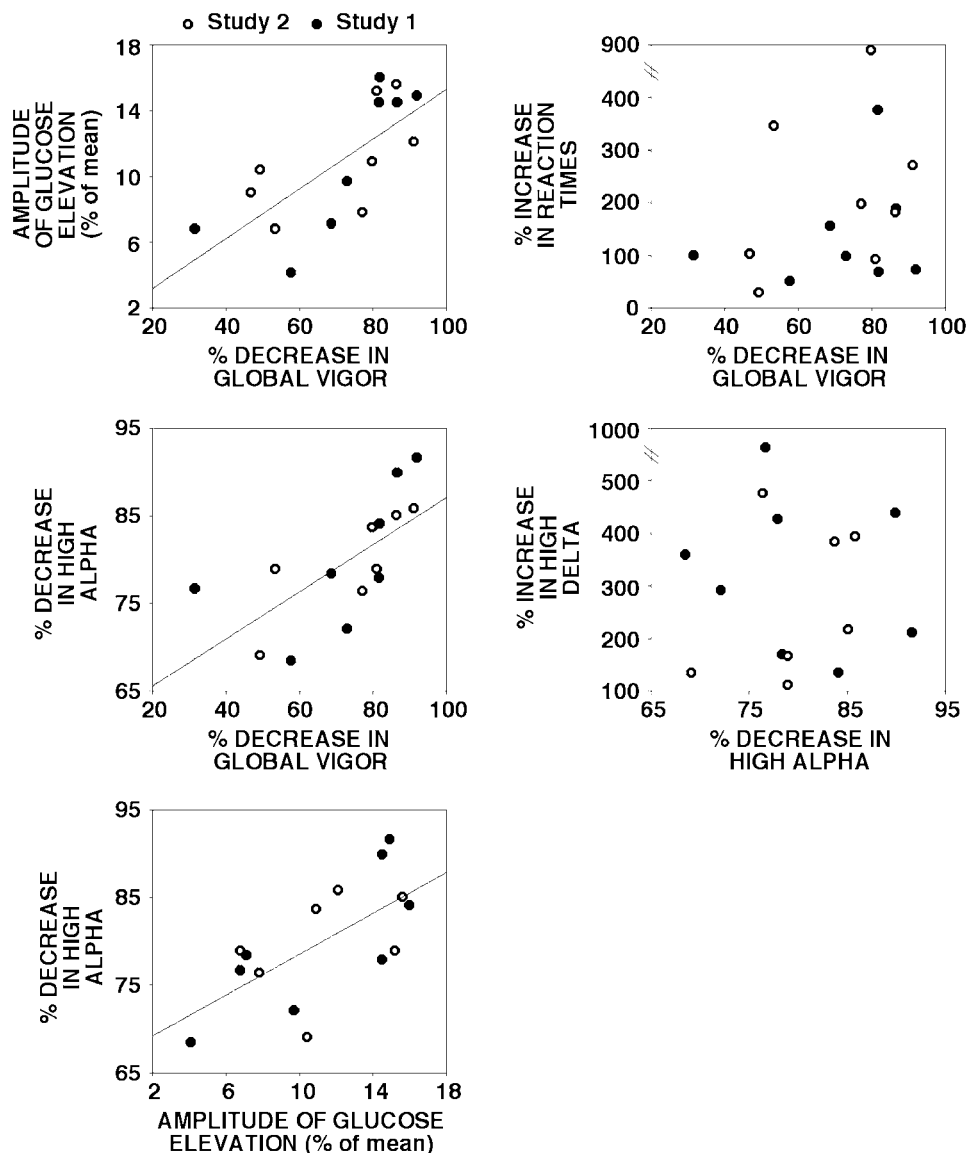 Study 2 Study 1
AMPLITUDE
OF GLUCOSE
ELEVATION
(% of mean)
18
14
10
6
2
20 40 60 80 100
% DECREASE IN
GLOBAL VIGOR
% INCREASE
IN REACTION
TIMES
900
400
300
200
100
0
20 40 60 80 100
% DECREASE IN
GLOBAL VIGOR
% DECREASE
IN HIGH
ALPHA
95
85
75
65
20 40 60 80 100
% DECREASE IN
GLOBAL VIGOR
% INCREASE
IN HIGH
DELTA
1000
500
400
300
200
100
65 75 85 95
% DECREASE IN
HIGH ALPHA
% DECREASE
IN HIGH
ALPHA
95
85
75
65
2 6 10 14 18
AMPLITUDE OF GLUCOSE
ELEVATION (% of mean)